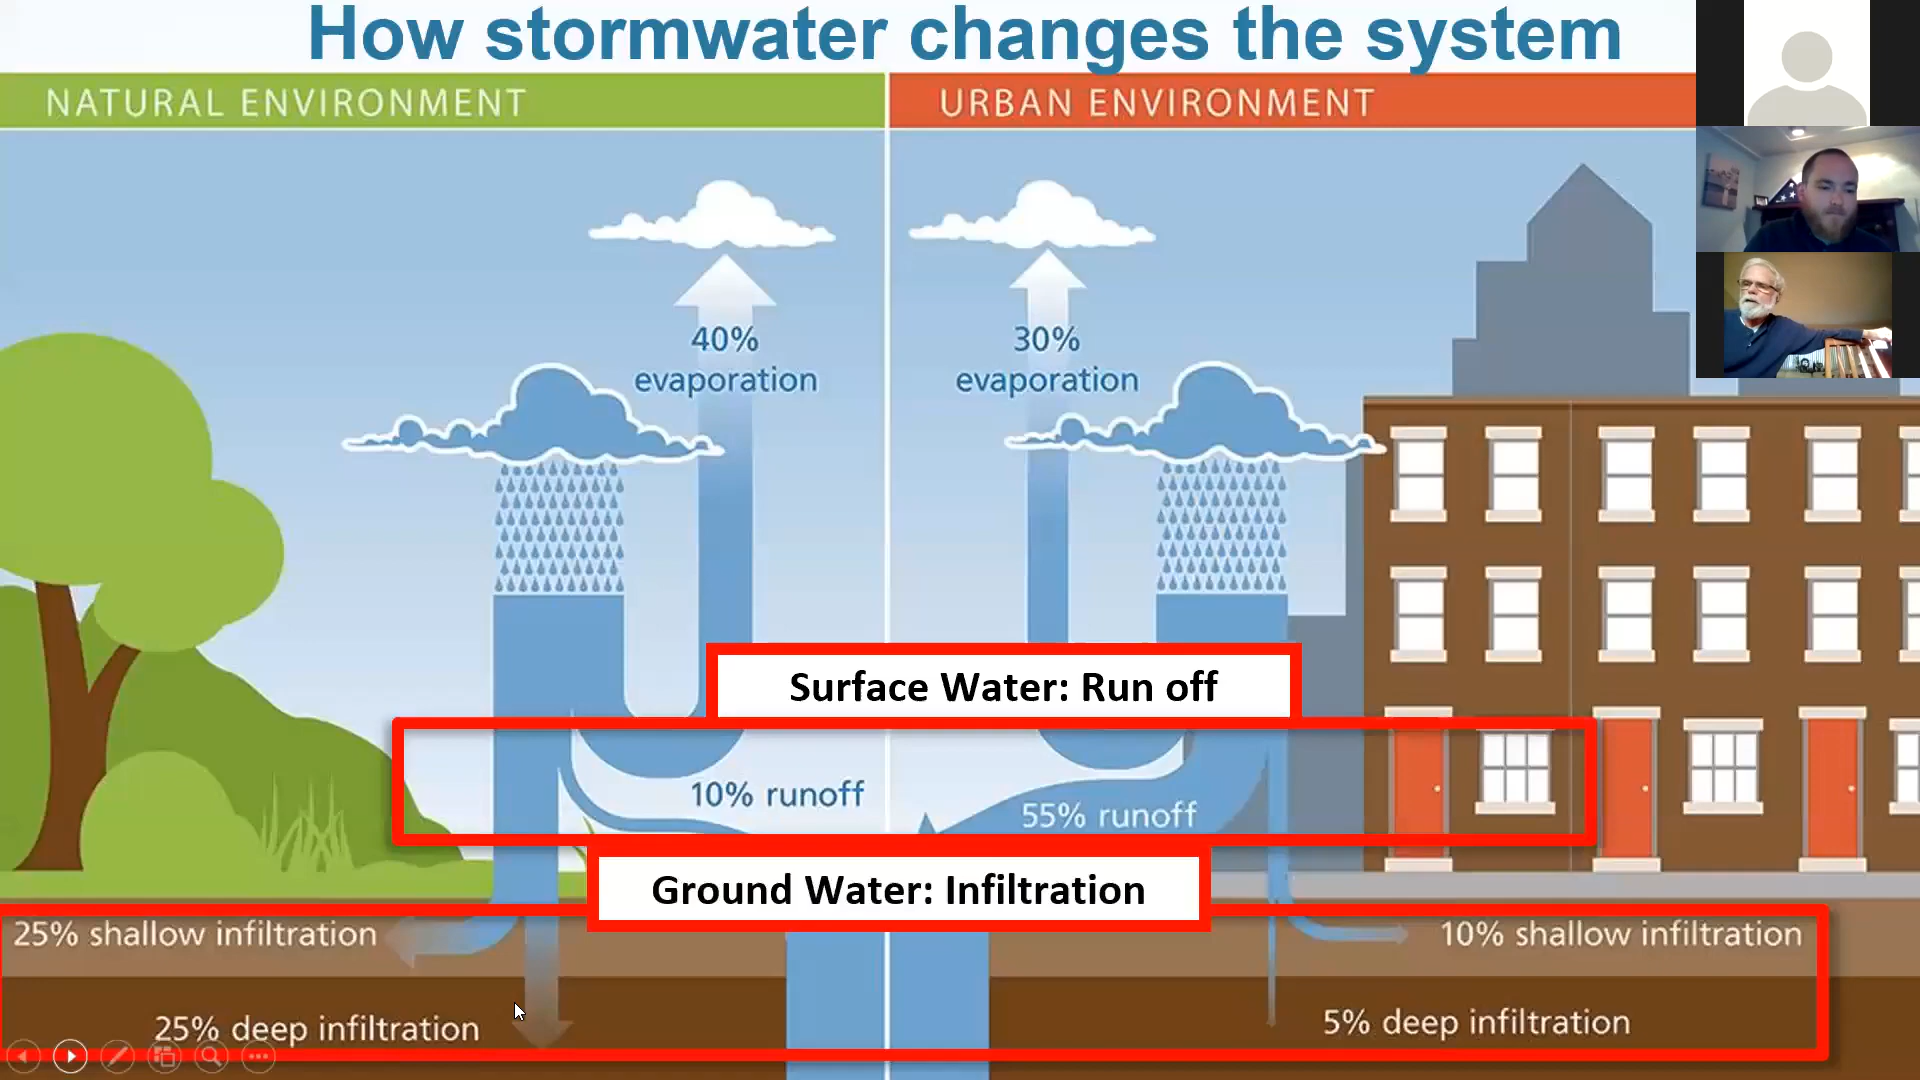 How stormwater changes the system
NATURAL ENVIRONMENT
URBAN ENVIRONMENT
40%
evaporation
30%
evaporation
Surface Water: Run off
10% runoff
55% runoff
Ground Water: Infiltration
25% shallow infiltration
10% shallow infiltration
25% deep infiltration
5% deep infiltration